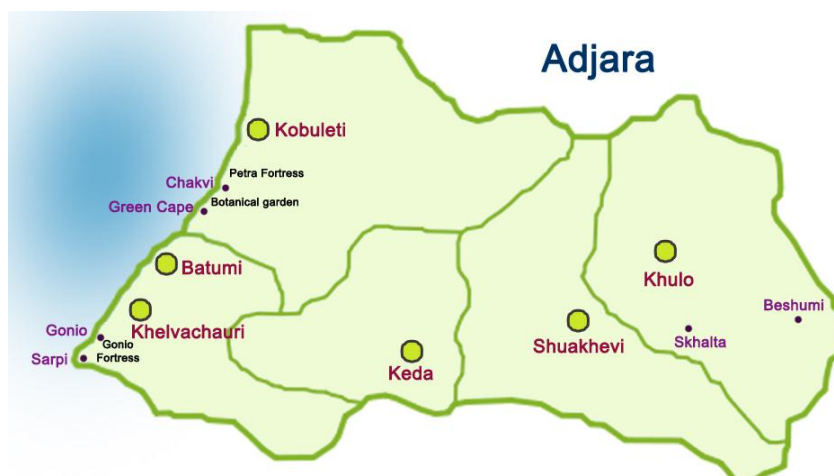 Adjara
Kobuleti
Petra Fortress
Chakvi
Botanical garden
Green Cape
Batumi
Khulo
Beshumi
Khelvachauri
Gonio
Gonio
Fortress
Sarpi
Shuakhevi
Skhalta
Keda